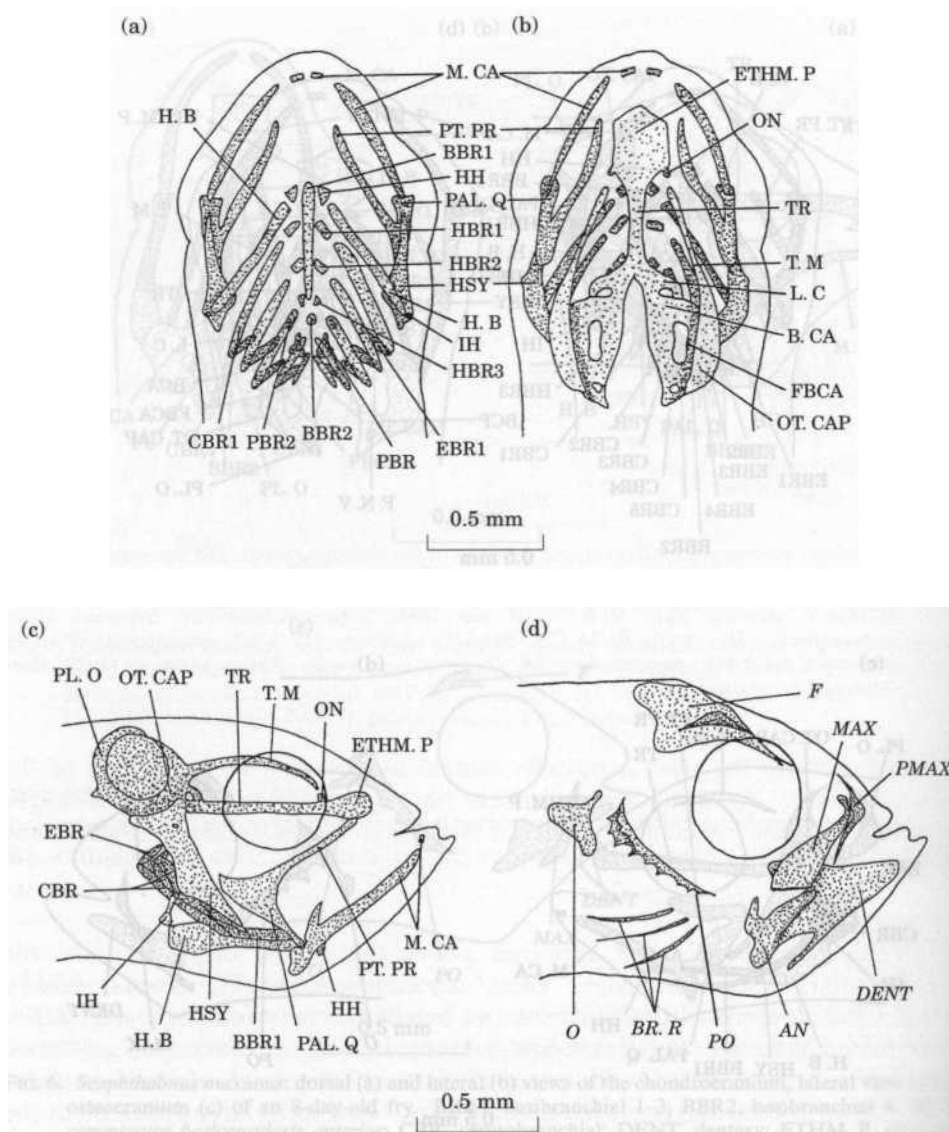 (a)
(b)
M. CA
ETHM. P
H. B
ON
PT. PR
BBR1
HH
PAL. Q
TR
HBR1
HBR2
T. M
HSY
L. C
H. B
B. CA
IH
HBR3
FBCA
OT. CAP
CBR1 PBR2 BBR2 EBR1
PBR
0.5 mm
(c)
(d)
PL. O OT. CAP TR ON
T. M
F
ETHM. P
MAX
PMAX
EBR
CBR
M. CA
PT. PR
IH
HSY
HH
DENT
H. B BBR1 PAL. Q
O BR. R AN
PO
0.5 mm